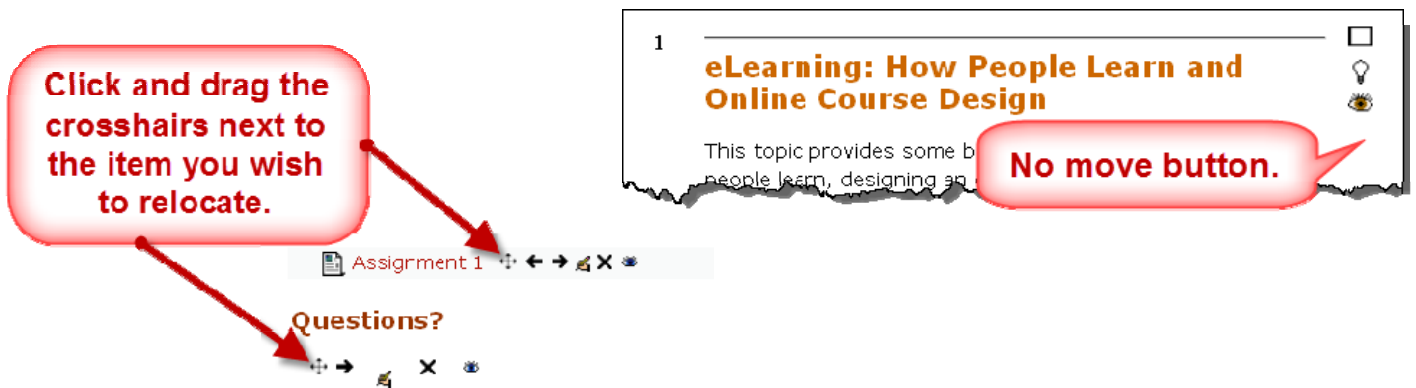 Click and drag the
crosshairs next to
the item you wish
to relocate.
1
eLearning: How People Learn and
Online Course Design
This topic provides some b
people learn, designing an
No move button.
Assignment 1
Questions?